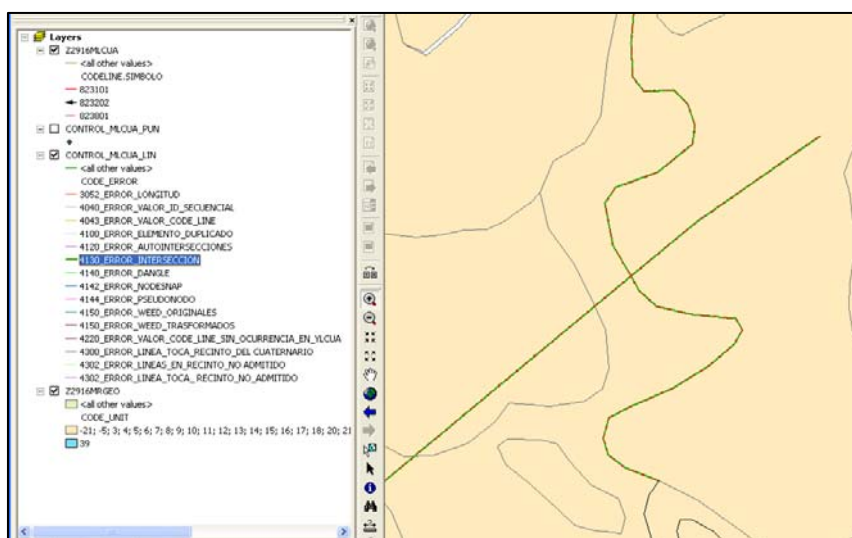 Layers
Z2916MLCUA
<all other values>
CODELINE.SIMBOLO
823101
823202
823801
CONTROL_MLCUA_PUN
CONTROL_MLCUA_LIN
<all other values>
CODE_ERROR
3052_ERROR_LONGITUD
4040_ERROR_VALOR_ID_SECUENCIAL
4043_ERROR_VALOR_CODE_LINE
4100_ERROR_ELEMENTO_DUPLICADO
4120_ERROR_AUTOINTERSECCIONES
4130_ERROR_INTERSECCION
4140_ERROR_DANGLE
4142_ERROR_NODESNAP
4144_ERROR_PSEUDONODO
4150_ERROR_WEED_ORIGINALES
4150_ERROR_WEED_TRASFORMADOS
4220_ERROR_VALOR_CODE_LINE_SIN_OCURRENCIA_EN_YLCUA
4300_ERROR_LINEA_TOCA_RECINTO_DEL_CUATERNARIO
4302_ERROR_LINEAS_EN_RECINTO_NO_ADMITIDO
4302_ERROR_LINEA_TOCA_ RECINTO_NO_ADMITIDO
Z2916MRGEO
<all other values>
CODE_UNIT
-21; -5; 3; 4; 5; 6; 7; 8; 9; 10; 11; 12; 13; 14; 15; 16; 17; 18; 20; 21
39